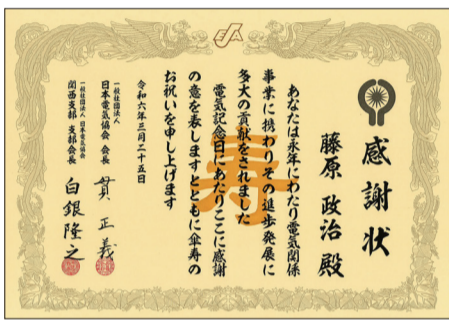 感謝状
藤原 政治 殿
あなたは永年にわたり電気関係
事業に携わりその進歩発展に
多大の貢献をされました
電気記念日にあたりここに感謝
の意を表しますとともに傘寿の
お祝いを申し上げます
令和六年三月二十五日
一般社団法人
日本電気協会 会長 貫 正義
一般社団法人 日本電気協会
関西支部 支部会長 白銀隆之
寿